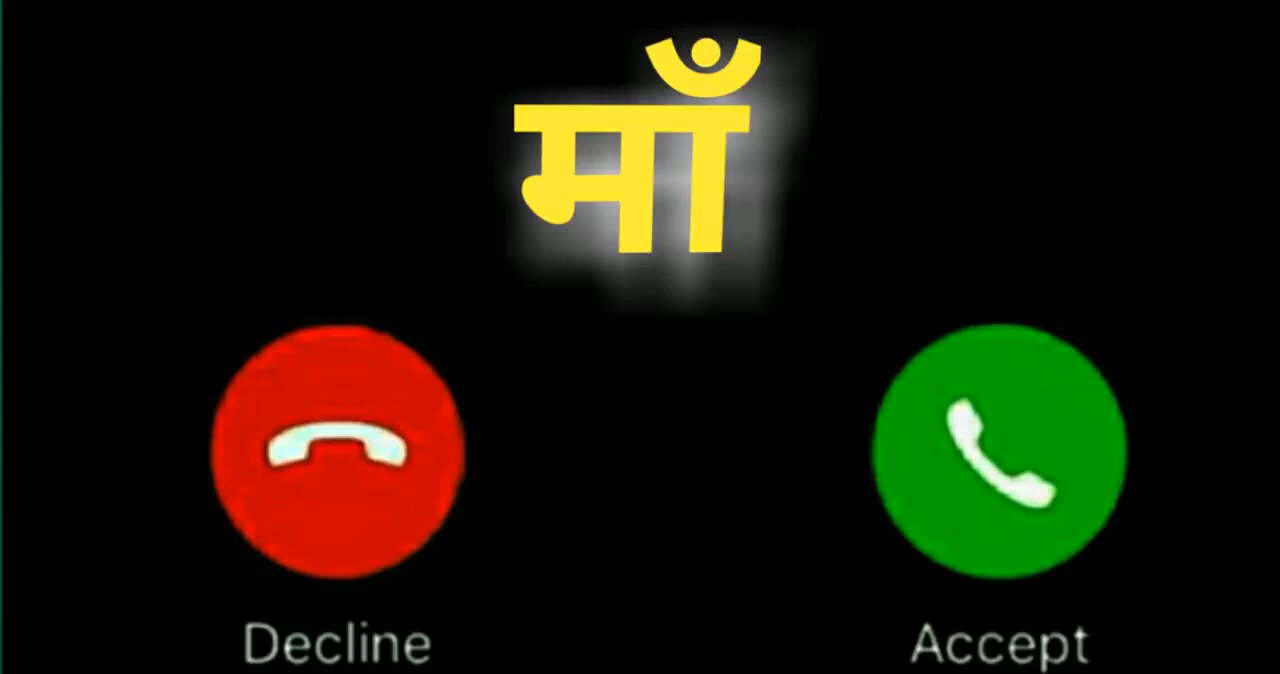 माँ
Decline
Accept